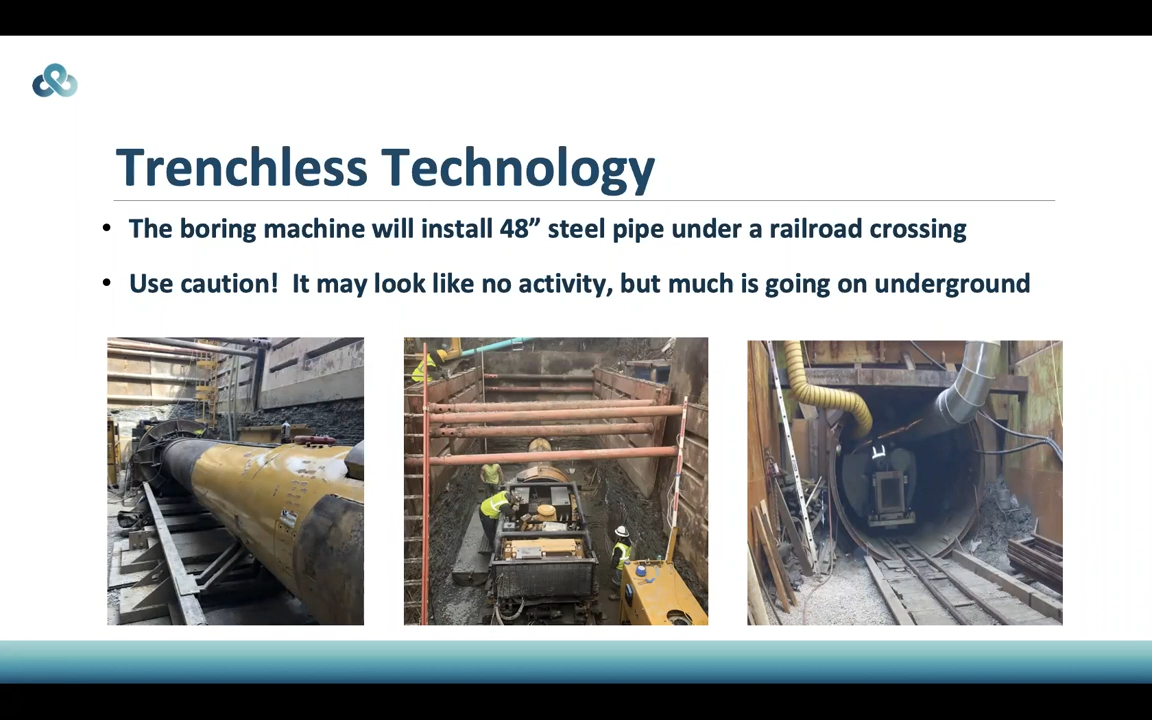 Trenchless Technology
• The boring machine will install 48” steel pipe under a railroad crossing
• Use caution!  It may look like no activity, but much is going on underground